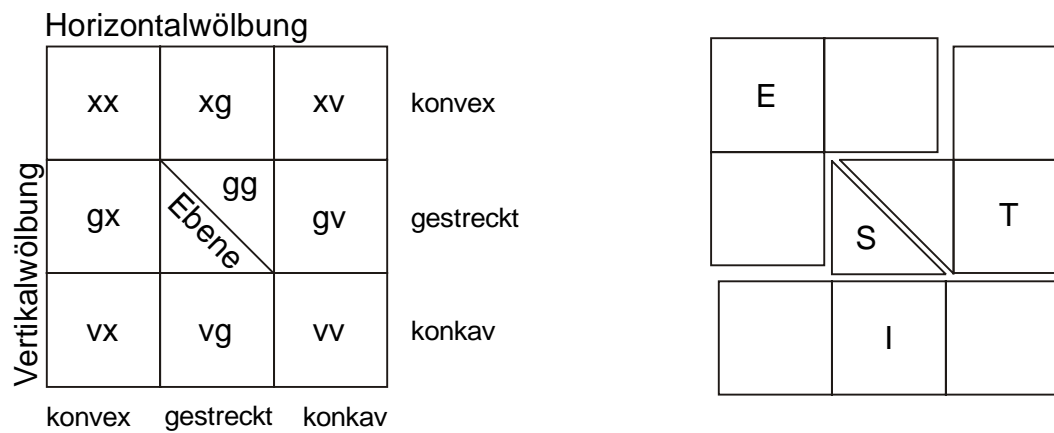 Horizontalwölbung
Vertikalwölbung
xx xg xv konvex
gx gg Ebene gv gestreckt
vx vg vv konkav
konvex gestreckt konkav
E
S T
I